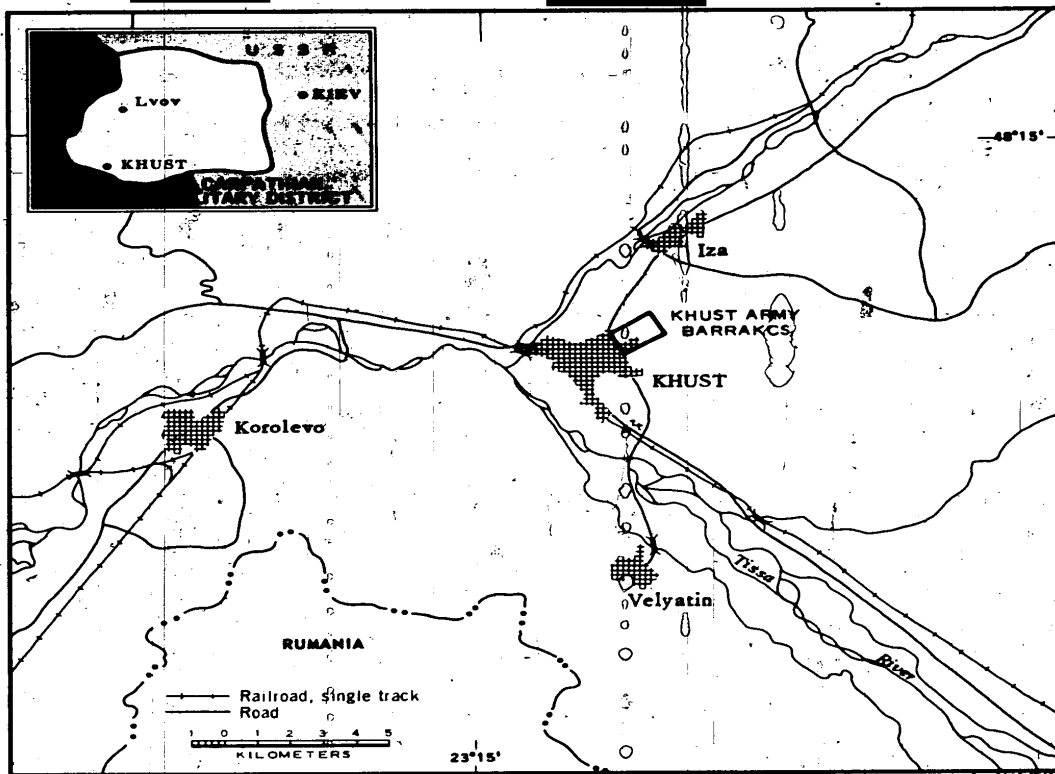 U S S R
Lvov
KIEV
KHUST
CARPATHIAN
MILITARY DISTRICT
48°15'
Iza
KHUST ARMY
BARRAKCS
KHUST
Korolevo
Tissa
River
Velyatin
RUMANIA
Railroad, single track
Road
1 0 1 2 3 4 5
KILOMETERS
23°15'